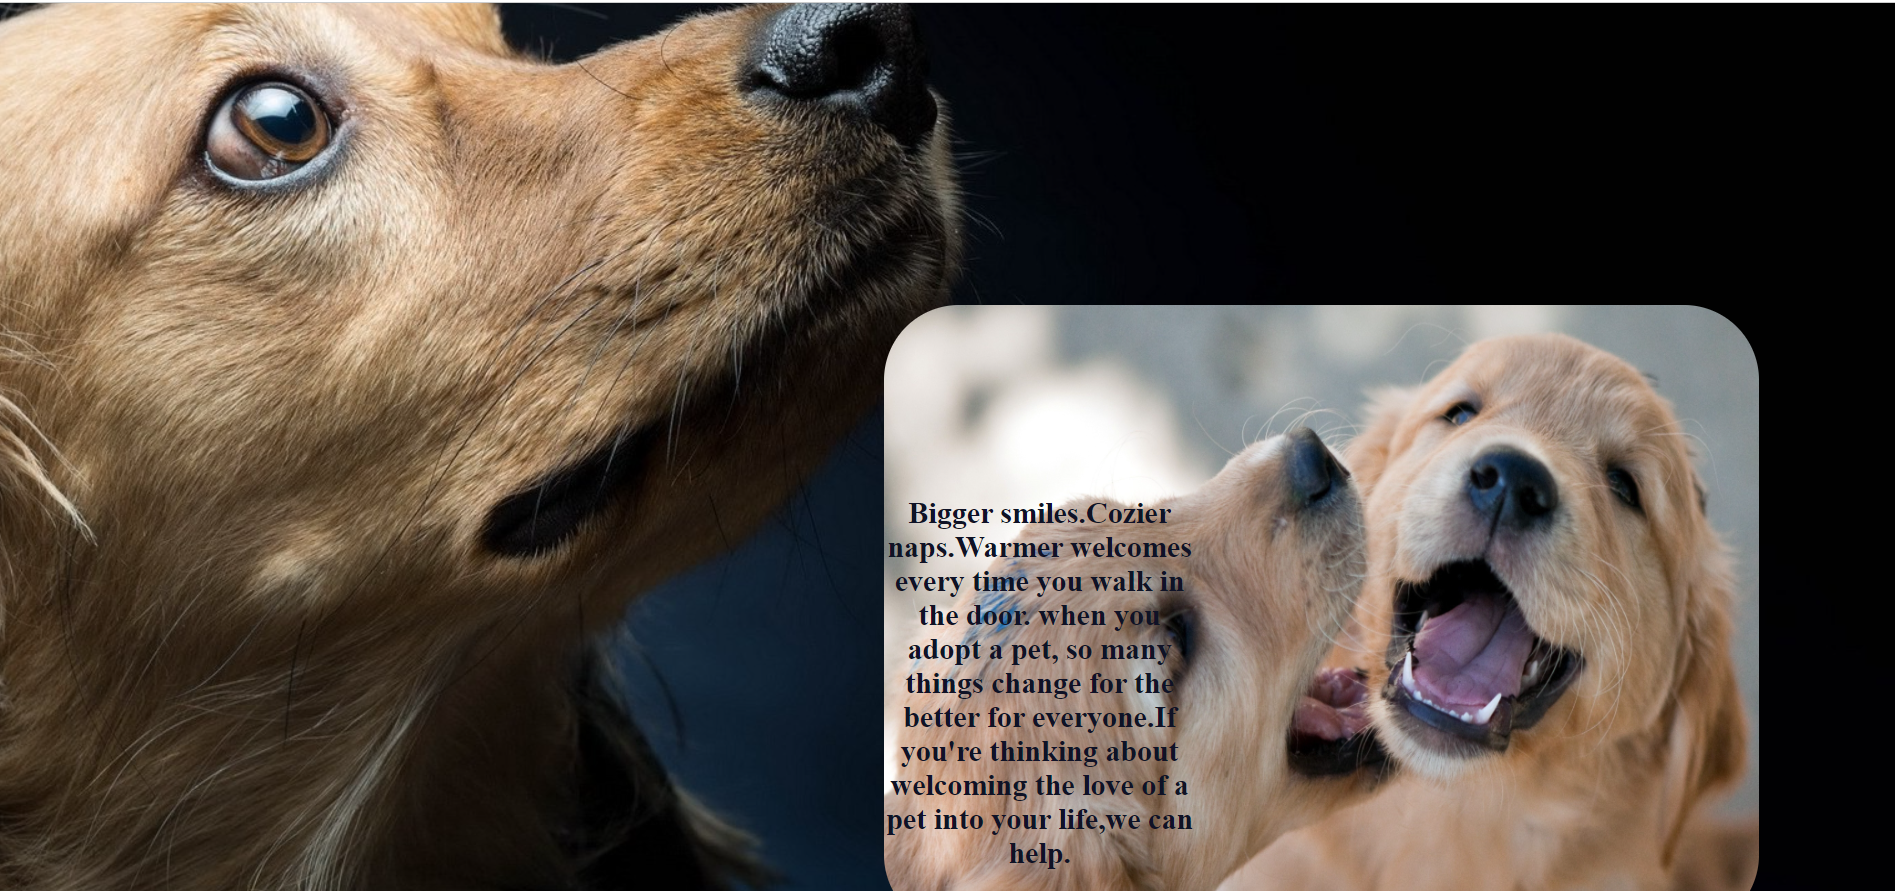 Bigger smiles.Cozier
naps.Warmer welcomes
every time you walk in
the door. when you
adopt a pet, so many
things change for the
better for everyone.If
you're thinking about
welcoming the love of a
pet into your life,we can
help.